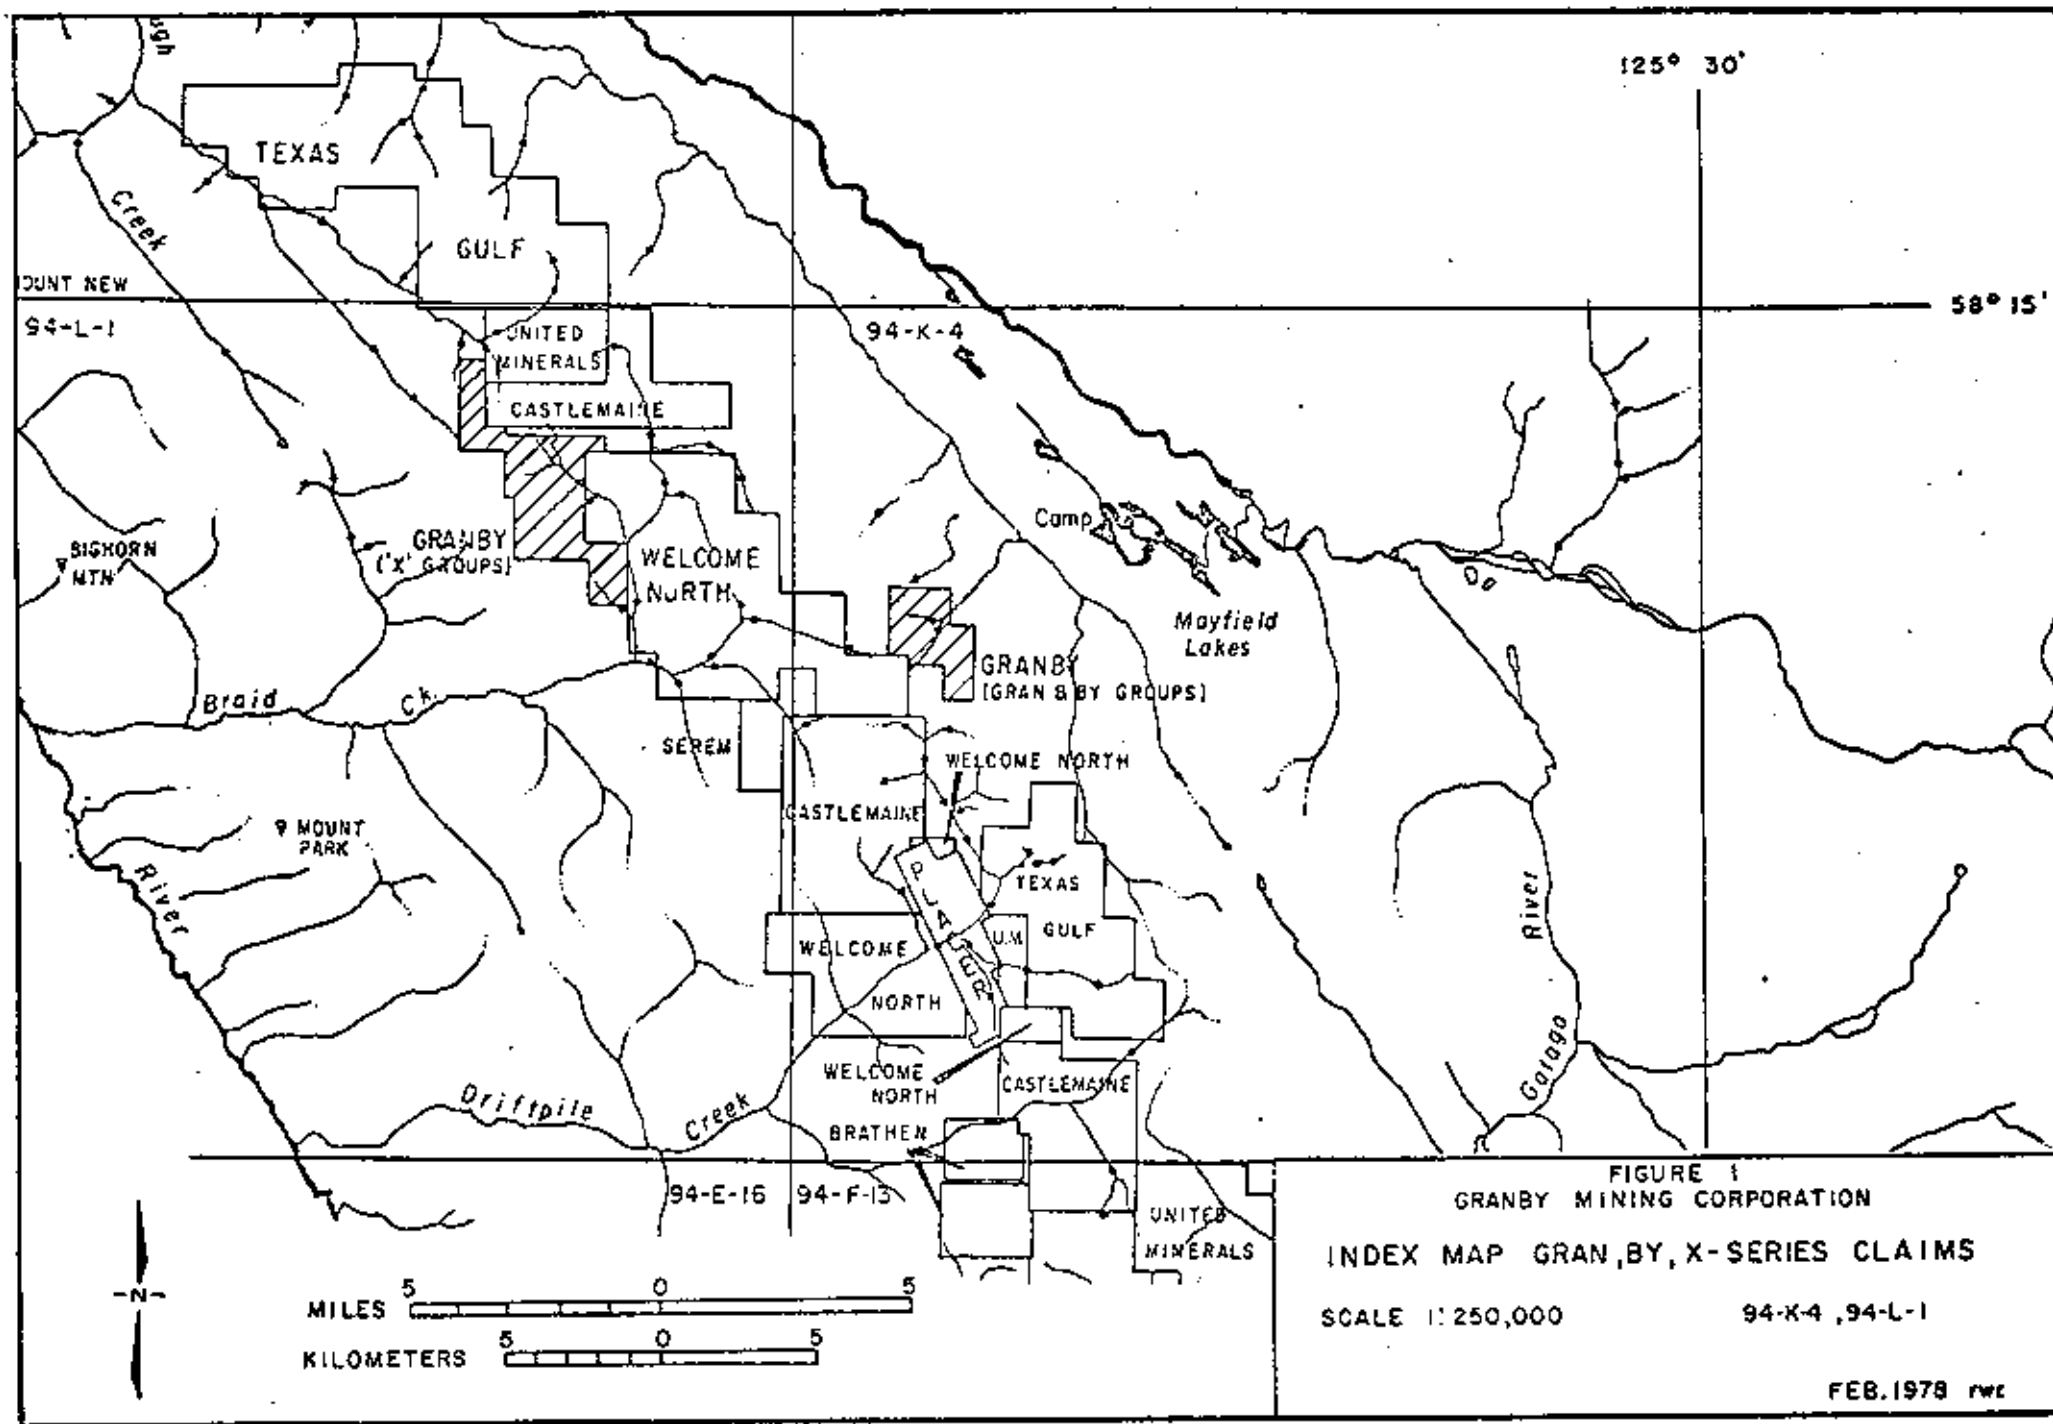 ugh
125° 30'
TEXAS
Creek
GULF
OUNT NEW
58° 15'
94-L-1
UNITED
MINERALS
94-K-4
CASTLEMAINE
Camp
GRANBY
('X' GROUPS)
BIGHORN
MTN
WELCOME
NORTH
Mayfield
Lakes
GRANBY
[GRAN & BY GROUPS]
Braid Ck.
SEREM
WELCOME NORTH
CASTLEMAINE
MOUNT
PARK
River
PLACER
TEXAS
GULF
U.M.
River
WELCOME
NORTH
Gataga
WELCOME
NORTH
CASTLEMAINE
Driftpile Creek
BRATHEN
94-E-16
94-F-13
UNITED
MINERALS
-N-
MILES
5 0 5
KILOMETERS
5 0 5
FIGURE 1
GRANBY MINING CORPORATION
INDEX MAP GRAN,BY, X-SERIES CLAIMS
SCALE 1:250,000
94-K-4 ,94-L-1
FEB.1978 rwc